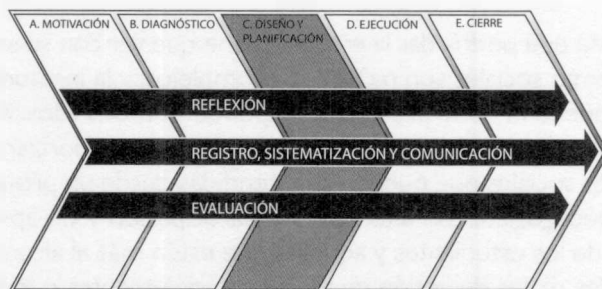 A. MOTIVACIÓN
B. DIAGNÓSTICO
C. DISEÑO Y
PLANIFICACIÓN
D. EJECUCIÓN
E. CIERRE
REFLEXIÓN
REGISTRO, SISTEMATIZACIÓN Y COMUNICACIÓN
EVALUACIÓN